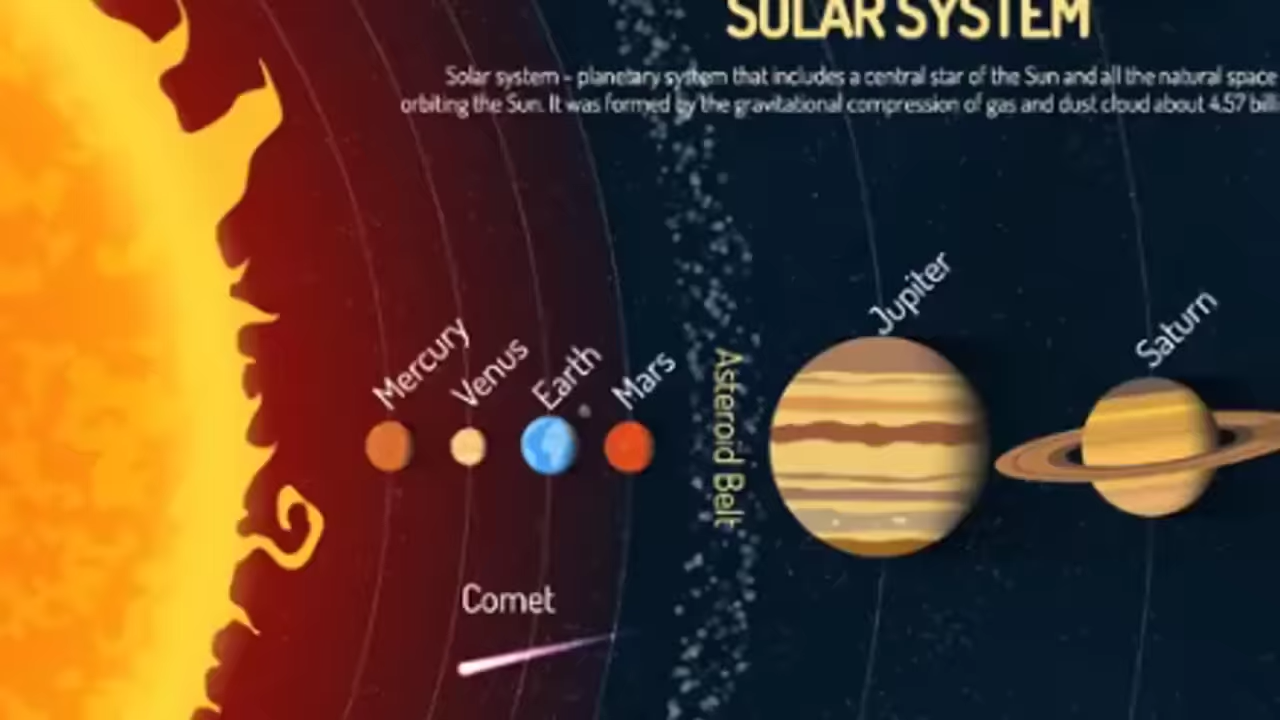 SOLAR SYSTEM
Solar system - planetary system that includes a central star of the Sun and all the natural space
orbiting the Sun. It was formed by the gravitational compression of gas and dust cloud about 4.57
Jupiter
Saturn
Mercury
Venus
Earth
Mars
Asteroid Belt
Comet